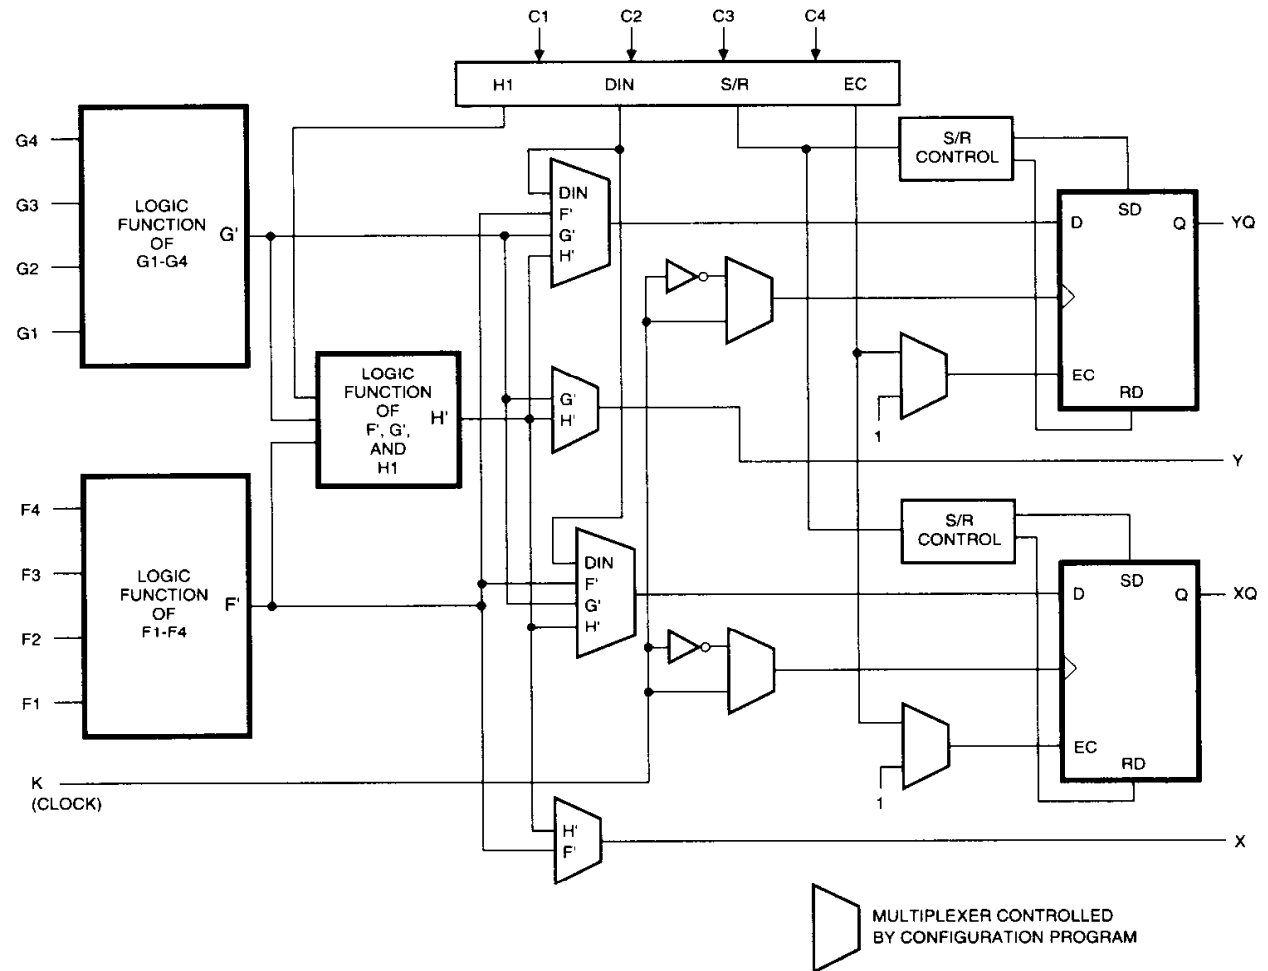 C1
C2
C3
C4
H1
DIN
S/R
EC
G4
G3
G2
G1
LOGIC
FUNCTION
OF
G1-G4
G'
DIN
F'
G'
H'
S/R
CONTROL
SD
D
Q
YQ
EC
RD
1
LOGIC
FUNCTION
OF
F', G',
AND
H1
H'
G'
H'
Y
F4
F3
F2
F1
LOGIC
FUNCTION
OF
F1-F4
F'
DIN
F'
G'
H'
S/R
CONTROL
SD
D
Q
XQ
EC
RD
1
K
(CLOCK)
H'
F'
X
MULTIPLEXER CONTROLLED
BY CONFIGURATION PROGRAM